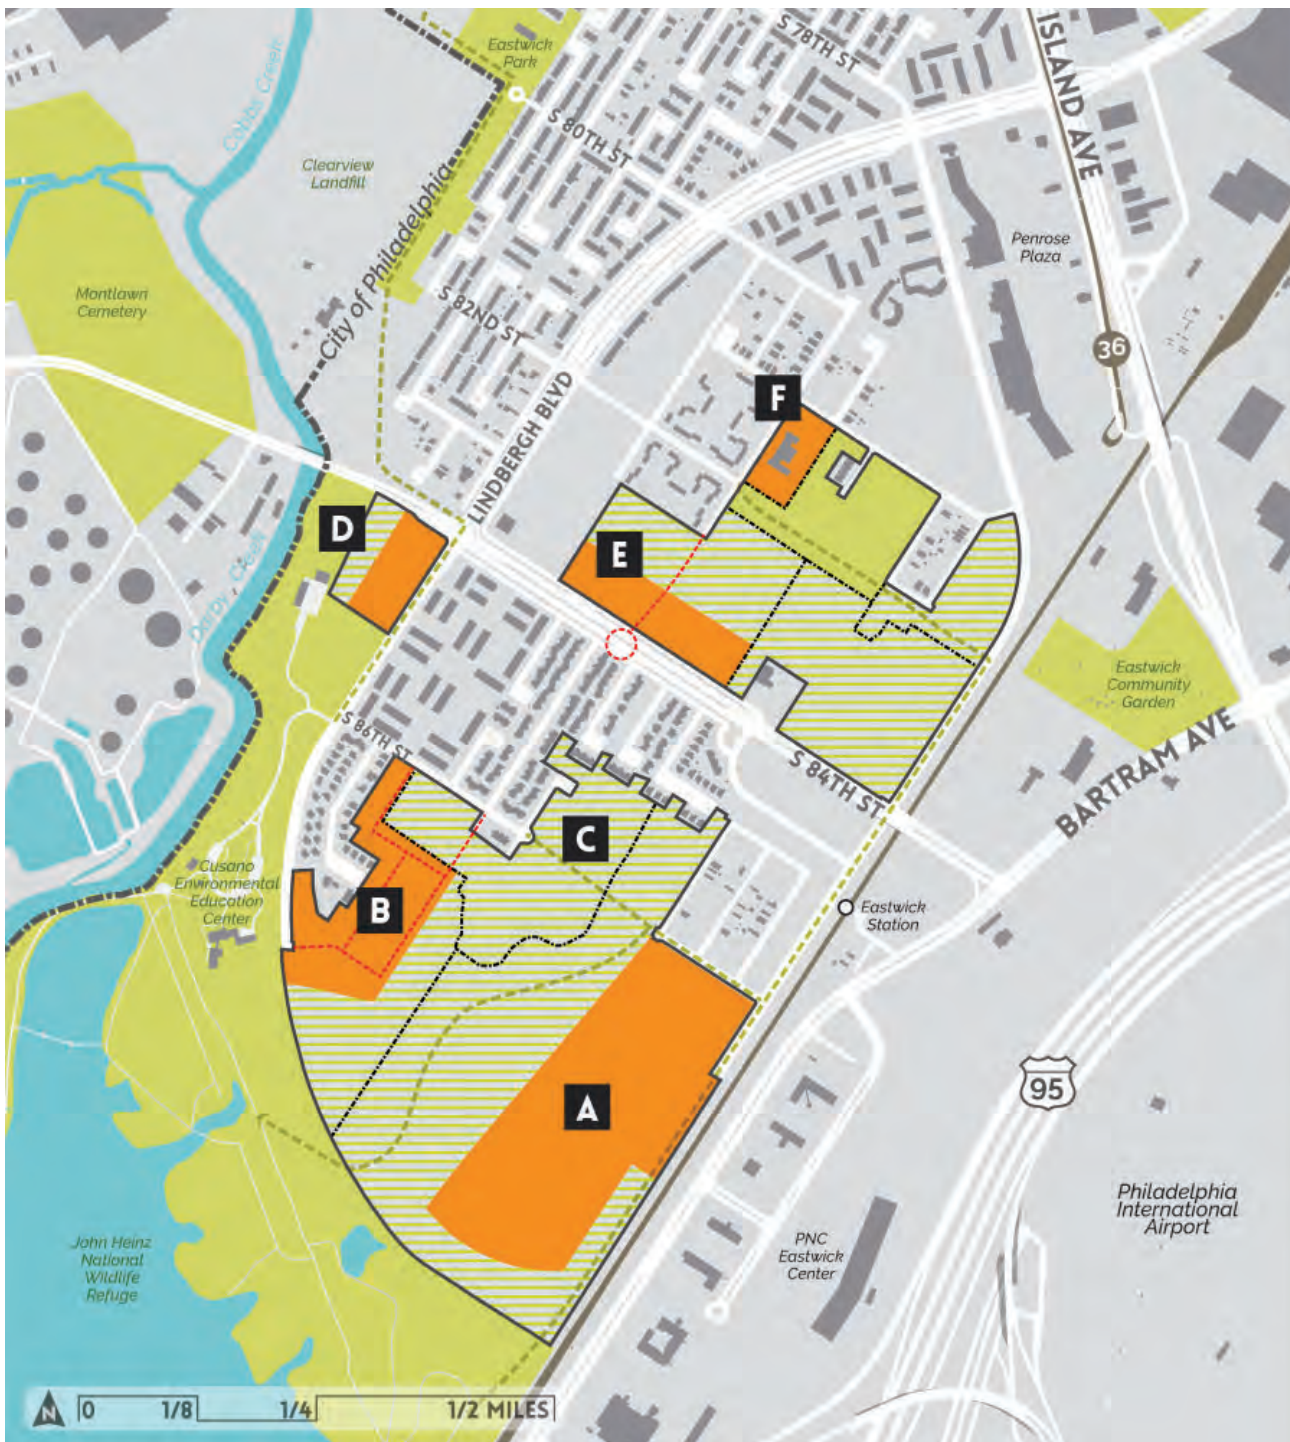 Eastwick
Park
S 78TH ST
ISLAND AVE
Cobbs Creek
S 80TH ST
Clearview
Landfill
City of Philadelphia
Penrose
Plaza
Montlawn
Cemetery
S 82ND ST
36
LINDBERGH BLVD
F
D
E
Darby Creek
Eastwick
Community
Garden
S 86TH ST
BARTRAM AVE
S 84TH ST
C
Cusano
Environmental
Education
Center
B
Eastwick
Station
95
A
Philadelphia
International
Airport
John Heinz
National
Wildlife
Refuge
PNC
Eastwick
Center
N
0 1/8 1/4 1/2 MILES